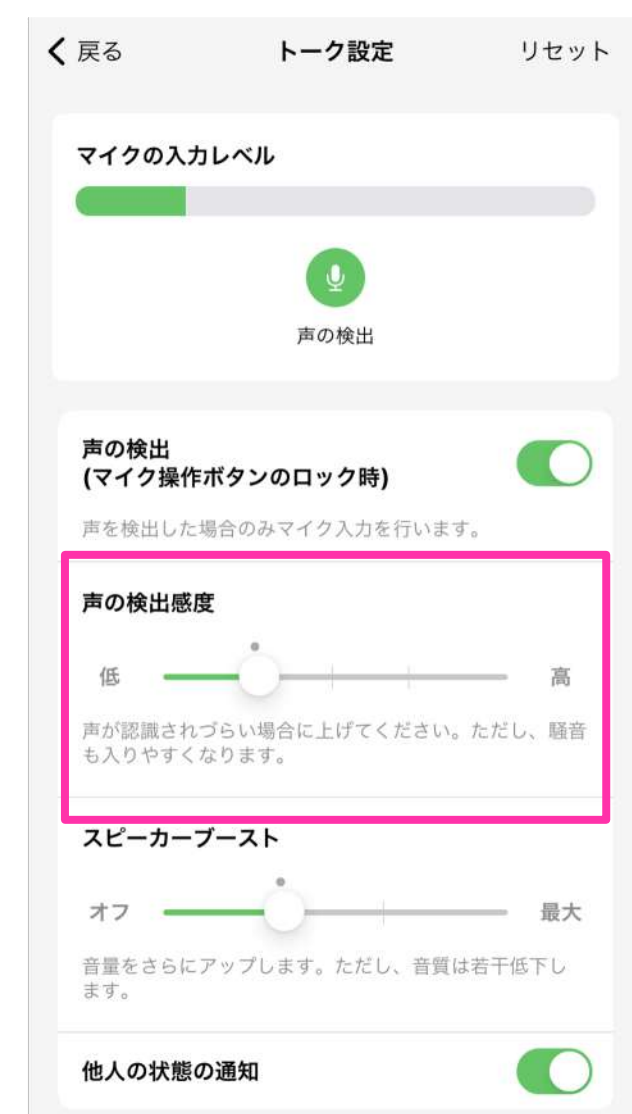 戻る トーク設定 リセット
マイクの入力レベル
声の検出
声の検出
(マイク操作ボタンのロック時)
声を検出した場合のみマイク入力を行います。
声の検出感度
低 高
声が認識されづらい場合に上げてください。ただし、騒音
も入りやすくなります。
スピーカーブースト
オフ 最大
音量をさらにアップします。ただし、音質は若干低下し
ます。
他人の状態の通知